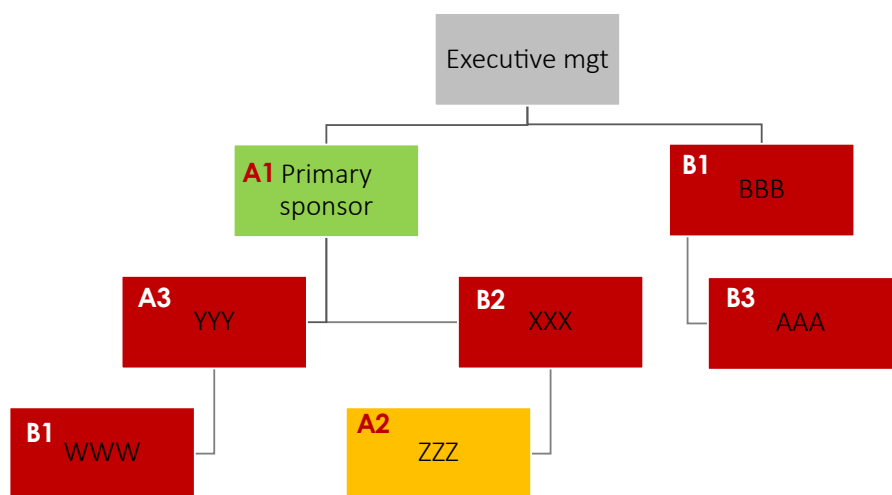 Executive mgt
A1 Primary
sponsor
B1
BBB
A3
YYY
B2
XXX
B3
AAA
B1
WWW
A2
ZZZ